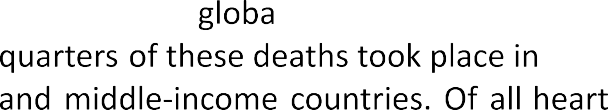 globa
quarters of these deaths took place in
and middle-income countries. Of all heart